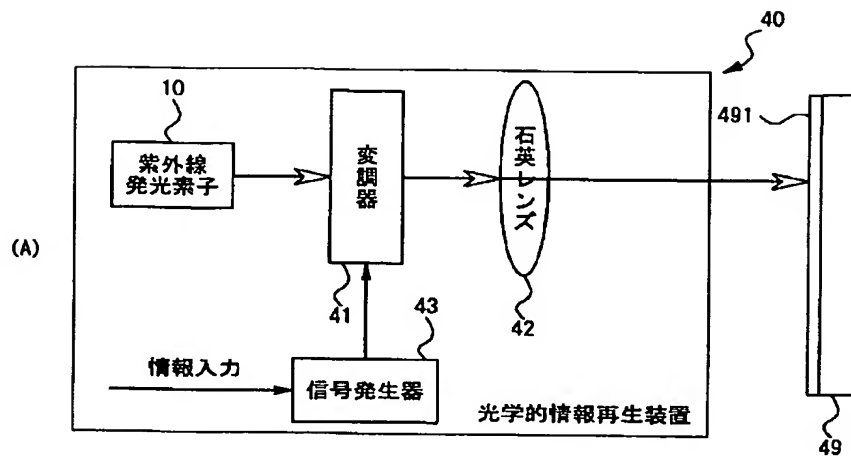 40
10
491
紫外線
発光素子
変調器
石英レンズ
(A)
41
43
42
情報入力
信号発生器
光学的情報再生装置
49